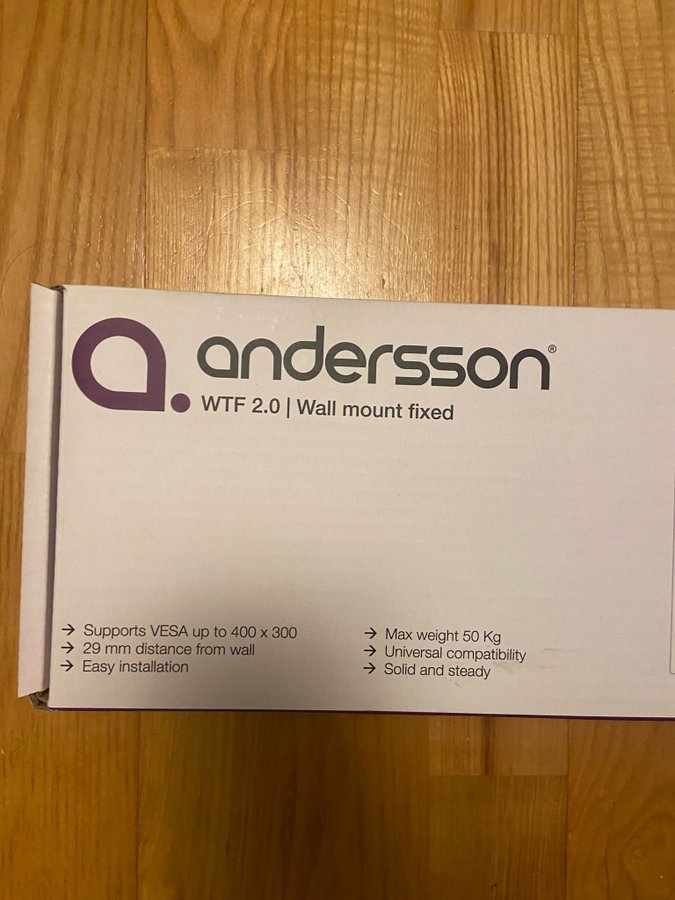 a. andersson®
WTF 2.0 | Wall mount fixed
→ Supports VESA up to 400 x 300
→ 29 mm distance from wall
→ Easy installation
→ Max weight 50 Kg
→ Universal compatibility
→ Solid and steady